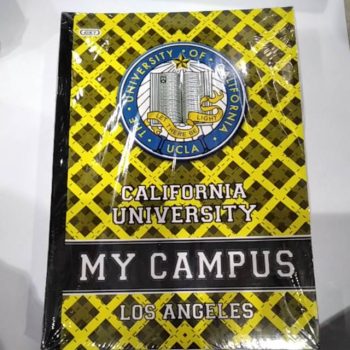 THE UNIVERSITY OF CALIFORNIA
LET THERE BE LIGHT
UCLA
CALIFORNIA
UNIVERSITY
MY CAMPUS
LOS ANGELES